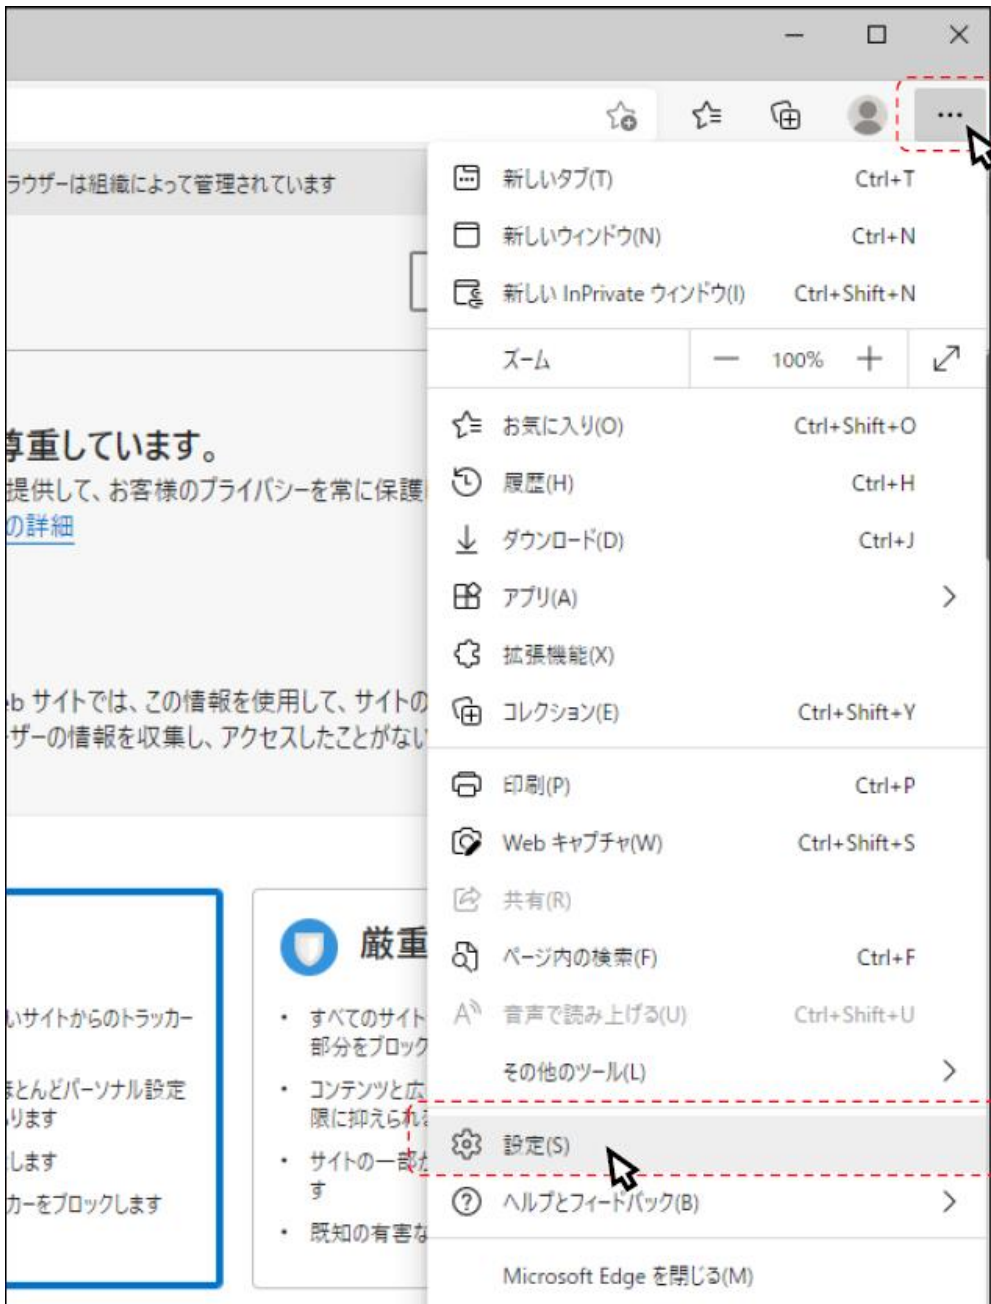 ラウザーは組織によって管理されています
尊重しています。
提供して、お客様のプライバシーを常に保護
の詳細
eb サイトでは、この情報を使用して、サイトの
ザーの情報を収集し、アクセスしたことがない
いサイトからのトラッカー
ほとんどパーソナル設定
ります
します
カーをブロックします
厳重
• すべてのサイト
部分をブロック
• コンテンツと広
限に抑えられる
• サイトの一部が
す
• 既知の有害な
新しいタブ(T) Ctrl+T
新しいウィンドウ(N) Ctrl+N
新しい InPrivate ウィンドウ(I) Ctrl+Shift+N
ズーム — 100% +
お気に入り(O) Ctrl+Shift+O
履歴(H) Ctrl+H
ダウンロード(D) Ctrl+J
アプリ(A)
拡張機能(X)
コレクション(E) Ctrl+Shift+Y
印刷(P) Ctrl+P
Web キャプチャ(W) Ctrl+Shift+S
共有(R)
ページ内の検索(F) Ctrl+F
音声で読み上げる(U) Ctrl+Shift+U
その他のツール(L)
設定(S)
ヘルプとフィードバック(B)
Microsoft Edge を閉じる(M)